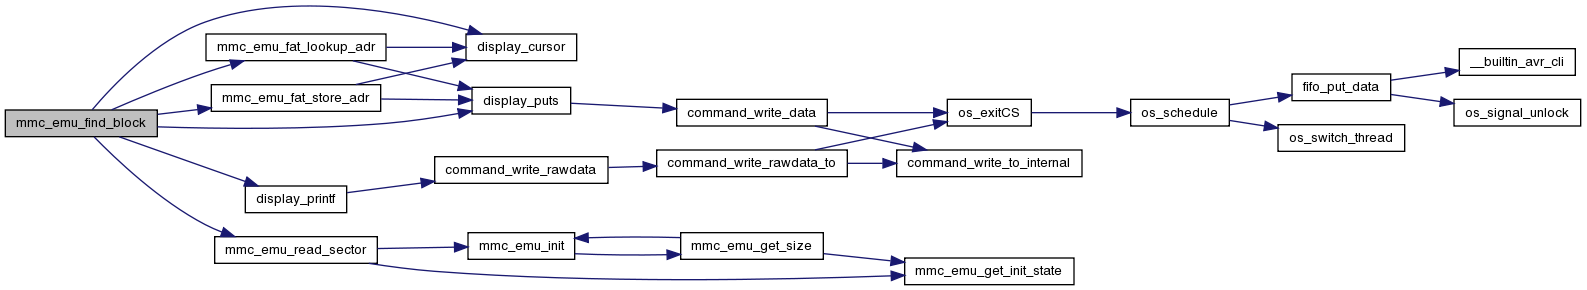 mmc_emu_find_block
mmc_emu_fat_lookup_adr
mmc_emu_fat_store_adr
display_cursor
display_puts
display_printf
mmc_emu_read_sector
command_write_rawdata
mmc_emu_init
command_write_data
command_write_rawdata_to
mmc_emu_get_size
os_exitCS
command_write_to_internal
mmc_emu_get_init_state
os_schedule
fifo_put_data
os_switch_thread
__builtin_avr_cli
os_signal_unlock